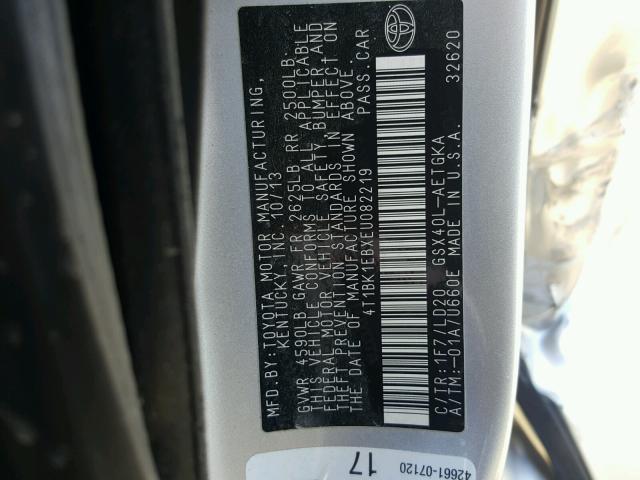 MFD.BY:TOYOTA MOTOR MANUFACTURING,
KENTUCKY,INC. 10/13
GVWR 4590LB GAWR FR 2625LB RR 2500LB.
THIS VEHICLE CONFORMS TO ALL APPLICABLE
FEDERAL MOTOR VEHICLE SAFETY, BUMPER,AND
THEFT PREVENTION STANDARDS IN EFFECT ON
THE DATE OF MANUFACTURE SHOWN ABOVE.
4T1BK1EBXEU082219 PASS.CAR
C/TR:1F7/LD20 GSX40L-AETGKA
A/TM:-01A/U660E MADE IN U.S.A. 32620
17
42661-07120